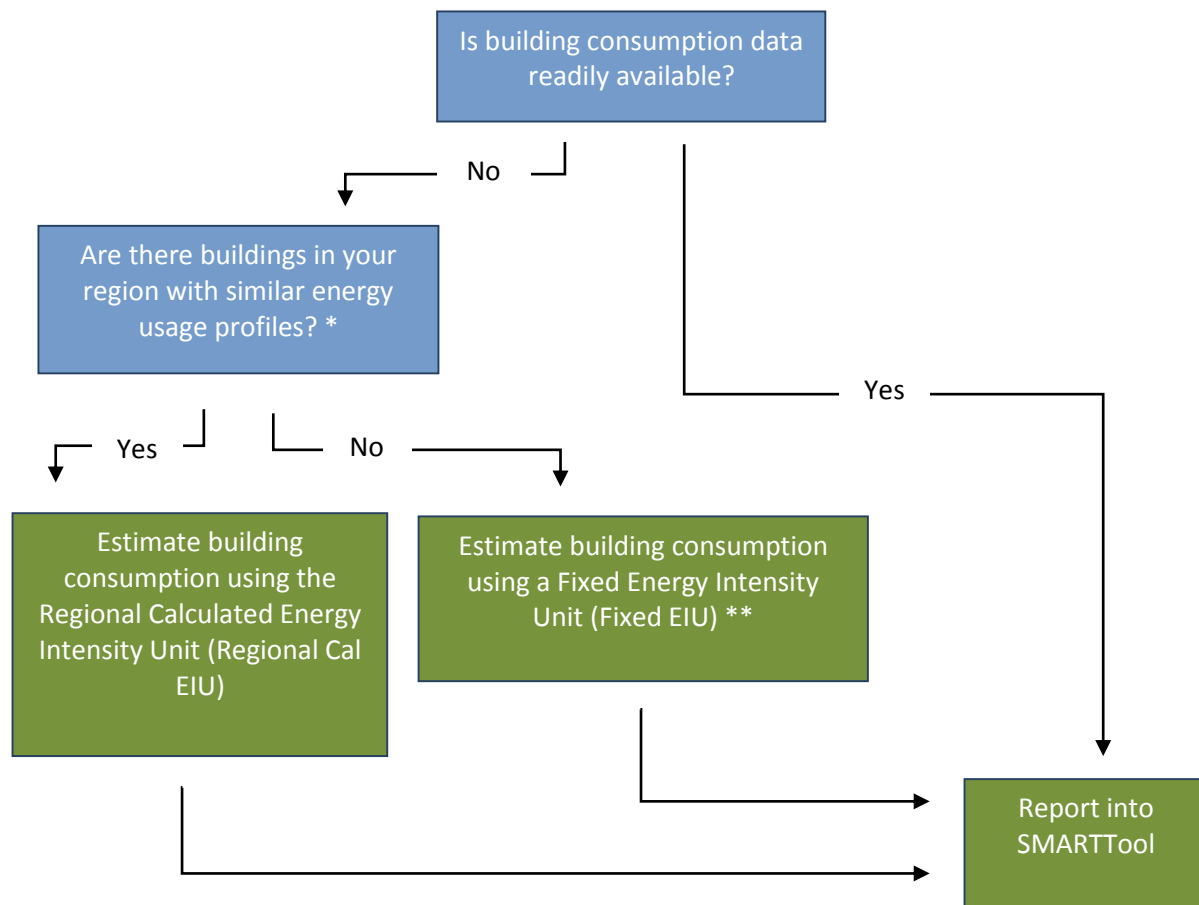 Is building consumption data
readily available?
No
Are there buildings in your
region with similar energy
usage profiles? *
Yes
Yes
No
Estimate building
consumption using the
Regional Calculated Energy
Intensity Unit (Regional Cal
EIU)
Estimate building consumption
using a Fixed Energy Intensity
Unit (Fixed EIU) **
Report into
SMARTTool